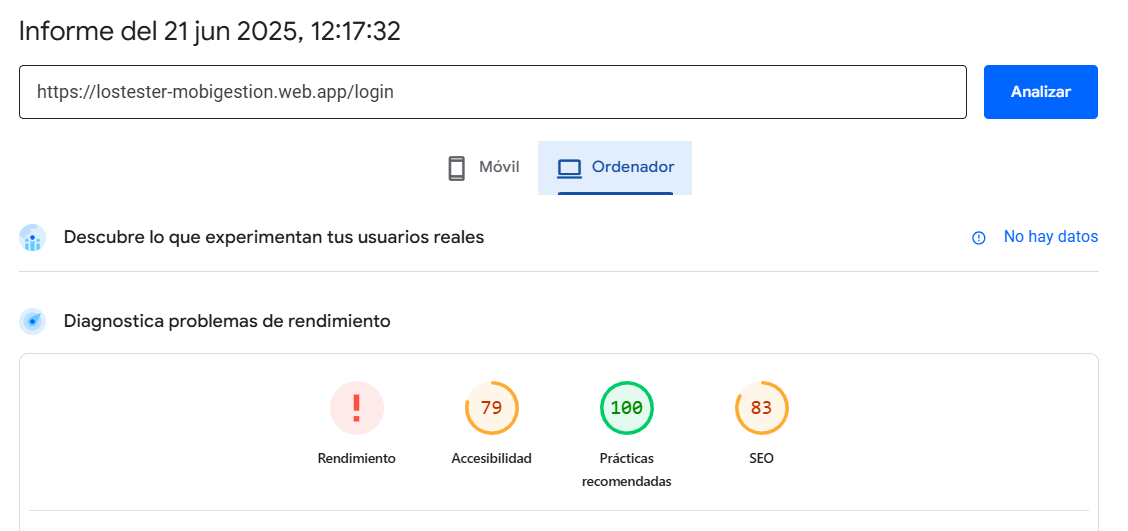 Informe del 21 jun 2025, 12:17:32
https://lostester-mobigestion.web.app/login
Analizar
Móvil
Ordenador
Descubre lo que experimentan tus usuarios reales
No hay datos
Diagnostica problemas de rendimiento
!
79
100
83
Rendimiento
Accesibilidad
Prácticas
recomendadas
SEO